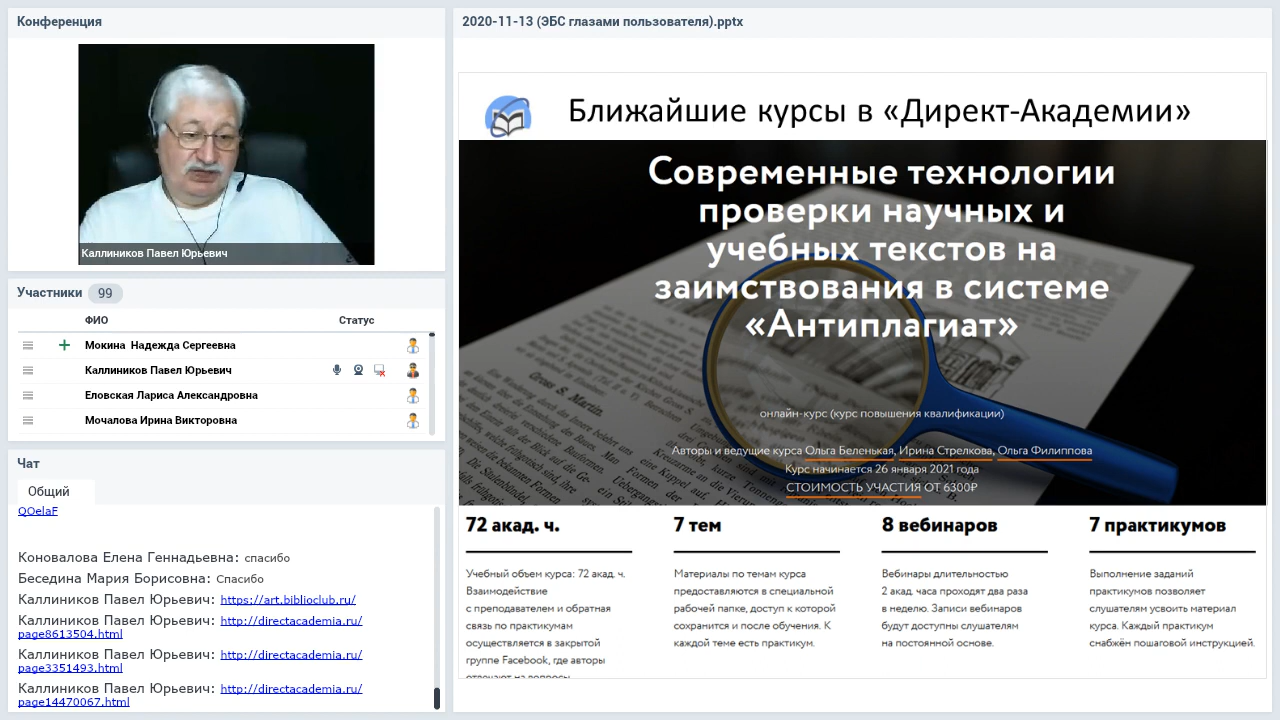 Конференция
Каллиников Павел Юрьевич
Участники 99
ФИО Статус
Мокина Надежда Сергеевна
Каллиников Павел Юрьевич
Еловская Лариса Александровна
Мочалова Ирина Викторовна
Чат
Общий
QOelaF
Коновалова Елена Геннадьевна: спасибо
Беседина Мария Борисовна: Спасибо
Каллиников Павел Юрьевич: https://art.biblioclub.ru/
Каллиников Павел Юрьевич: http://directacademia.ru/
page8613504.html
Каллиников Павел Юрьевич: http://directacademia.ru/
page3351493.html
Каллиников Павел Юрьевич: http://directacademia.ru/
page14470067.html
2020-11-13 (ЭБС глазами пользователя).pptx
Ближайшие курсы в «Директ-Академии»
Современные технологии
проверки научных и
учебных текстов на
заимствования в системе
«Антиплагиат»
онлайн-курс (курс повышения квалификации)
Авторы и ведущие курса Ольга Беленькая, Ирина Стрелкова, Ольга Филиппова
Курс начинается 26 января 2021 года
СТОИМОСТЬ УЧАСТИЯ ОТ 6300₽
72 акад. ч.
Учебный объем курса: 72 акад. ч.
Взаимодействие
с преподавателем и обратная
связь по практикумам
осуществляется в закрытой
группе Facebook, где авторы
отвечают на вопросы
7 тем
Материалы по темам курса
предоставляются в специальной
рабочей папке, доступ к которой
сохранится и после обучения. К
каждой теме есть практикум.
8 вебинаров
Вебинары длительностью
2 акад. часа проходят два раза
в неделю. Записи вебинаров
будут доступны слушателям
на постоянной основе.
7 практикумов
Выполнение заданий
практикумов позволяет
слушателям усвоить материал
курса. Каждый практикум
снабжён пошаговой инструкцией.